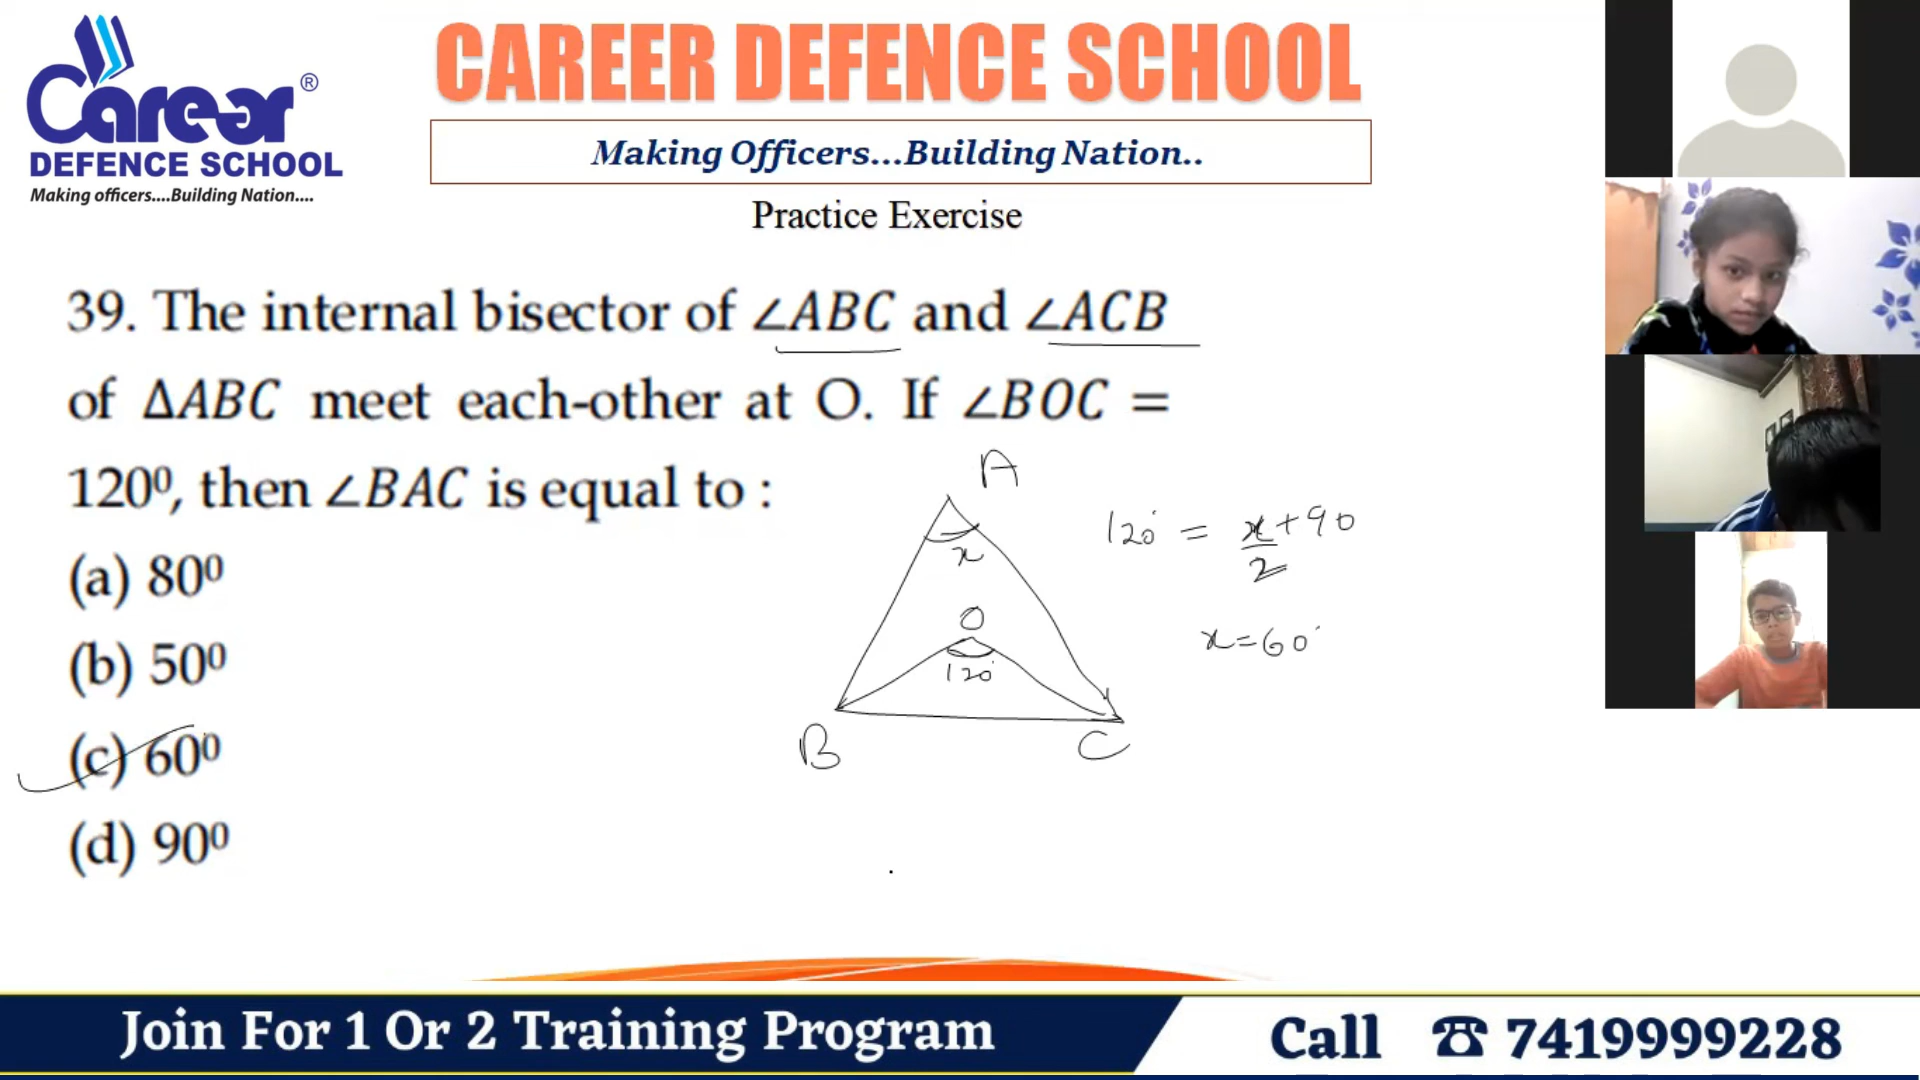 Carear®
DEFENCE SCHOOL
Making officers....Building Nation....
CAREER DEFENCE SCHOOL
Making Officers...Building Nation..
Practice Exercise
39. The internal bisector of ∠ABC and ∠ACB
of ΔABC meet each-other at O. If ∠BOC =
120⁰, then ∠BAC is equal to :
(a) 80⁰
(b) 50⁰
(c) 60⁰
(d) 90⁰
A
x
O
120°
B
C
120° = x/2 + 90
x = 60°
Join For 1 Or 2 Training Program
Call ☎ 7419999228